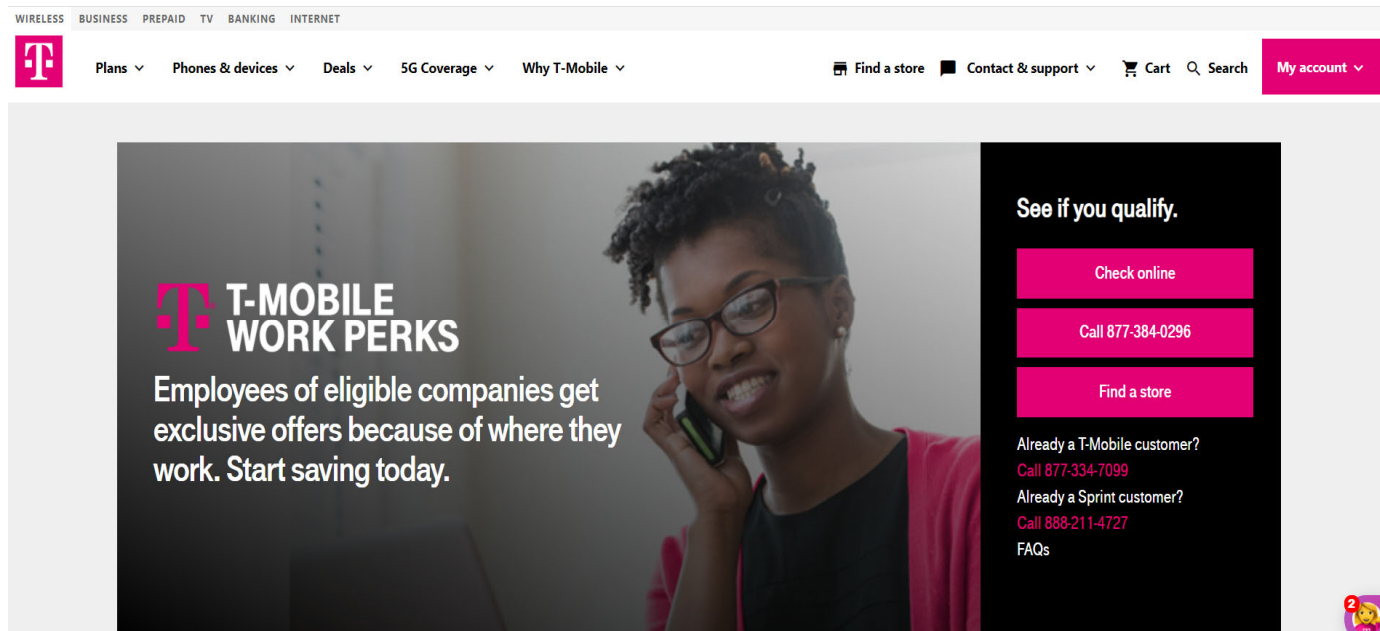 WIRELESS BUSINESS PREPAID TV BANKING INTERNET
T Plans Phones & devices Deals 5G Coverage Why T-Mobile Find a store Contact & support Cart Search My account
See if you qualify.
Check online
Call 877-384-0296
Find a store
Already a T-Mobile customer?
Call 877-334-7099
Already a Sprint customer?
Call 888-211-4727
FAQs
T T-MOBILE
WORK PERKS
Employees of eligible companies get
exclusive offers because of where they
work. Start saving today.
2